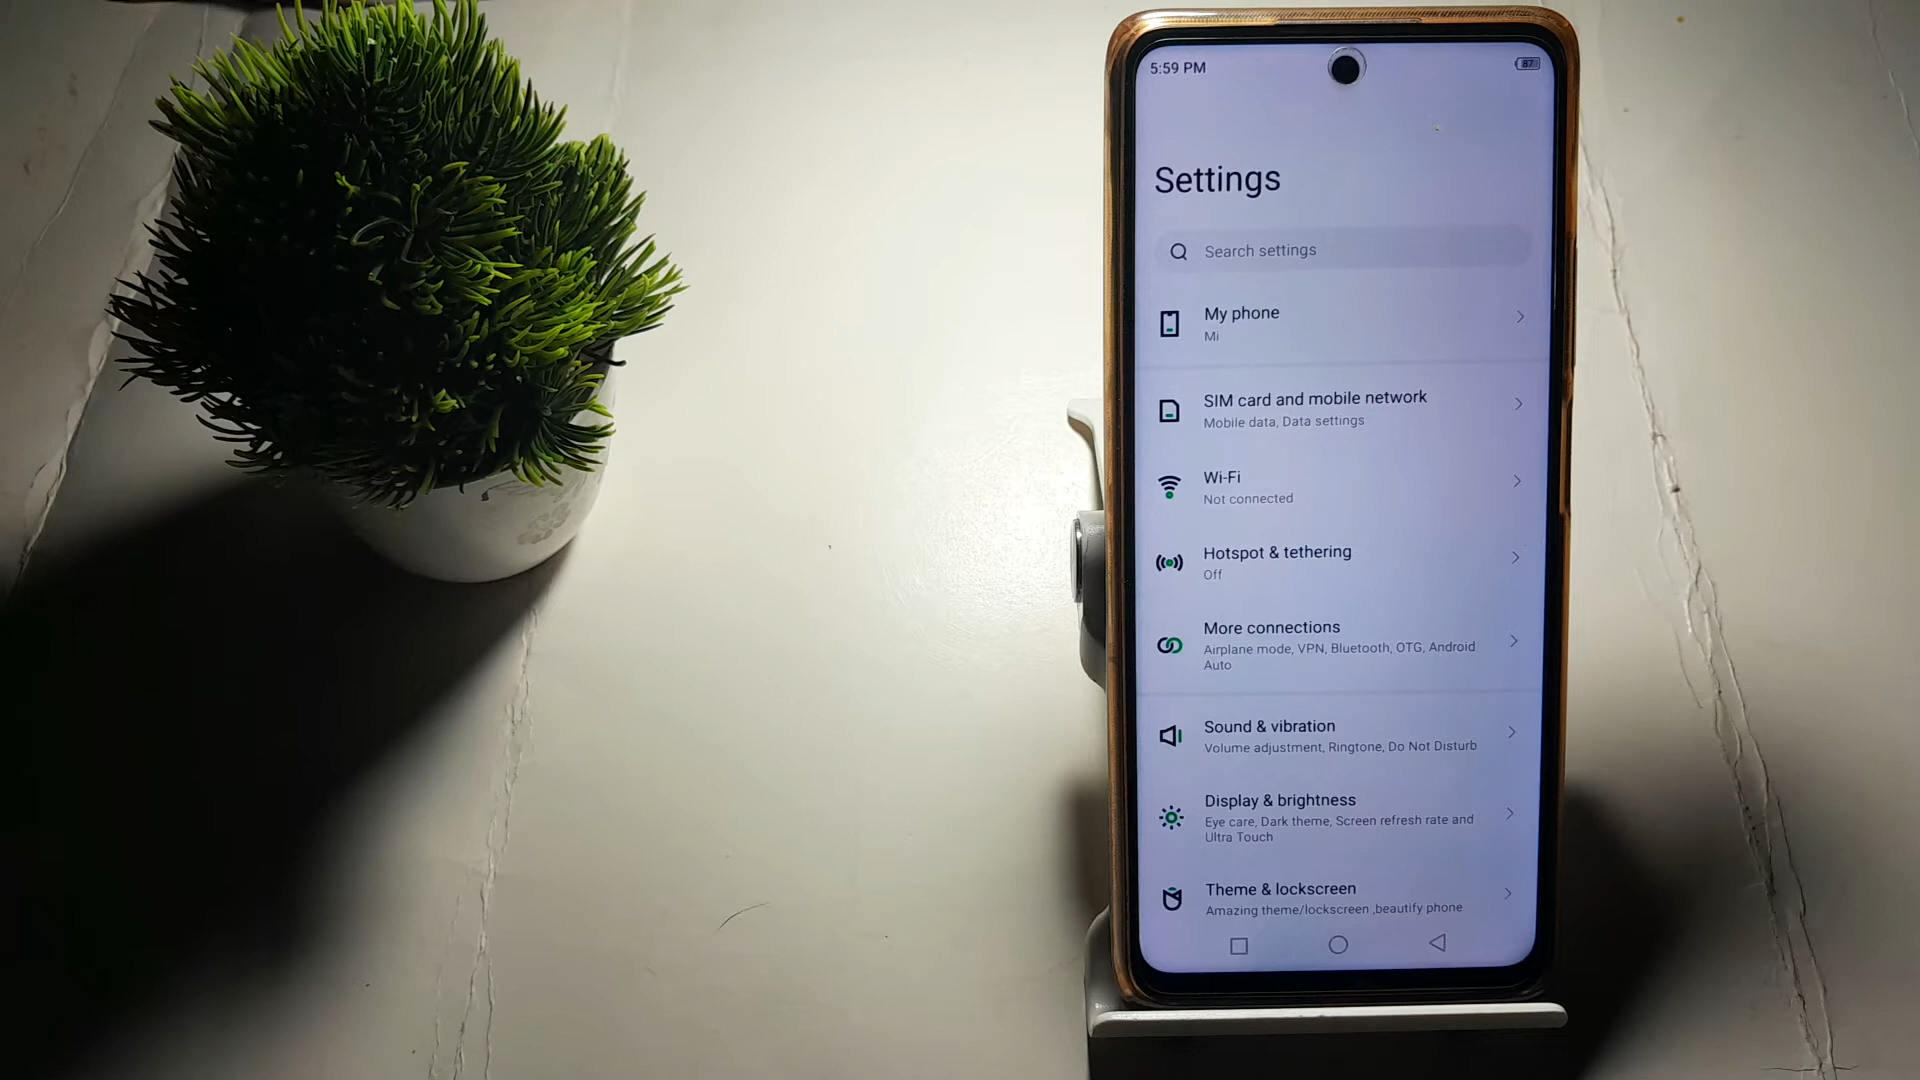 5:59 PM
87
Settings
Search settings
My phone
Mi
SIM card and mobile network
Mobile data, Data settings
Wi-Fi
Not connected
Hotspot & tethering
Off
More connections
Airplane mode, VPN, Bluetooth, OTG, Android
Auto
Sound & vibration
Volume adjustment, Ringtone, Do Not Disturb
Display & brightness
Eye care, Dark theme, Screen refresh rate and
Ultra Touch
Theme & lockscreen
Amazing theme/lockscreen ,beautify phone